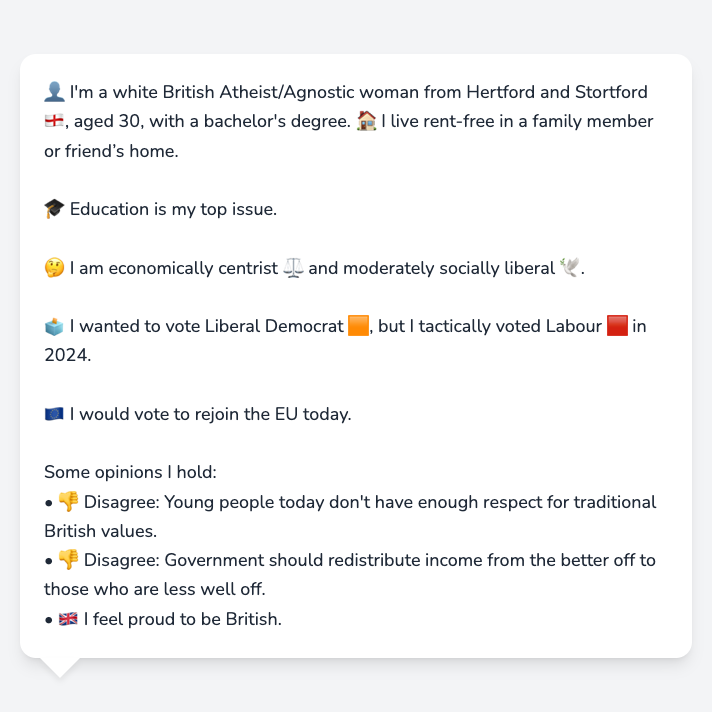 👤 I'm a white British Atheist/Agnostic woman from Hertford and Stortford
🏴󠁧󠁢󠁥󠁮󠁧󠁿, aged 30, with a bachelor's degree. 🏠 I live rent-free in a family member
or friend’s home.
🎓 Education is my top issue.
🤔 I am economically centrist ⚖️ and moderately socially liberal 🕊️.
🗳️ I wanted to vote Liberal Democrat 🟧, but I tactically voted Labour 🟥 in
2024.
🇪🇺 I would vote to rejoin the EU today.
Some opinions I hold:
• 👎 Disagree: Young people today don't have enough respect for traditional
British values.
• 👎 Disagree: Government should redistribute income from the better off to
those who are less well off.
• 🇬🇧 I feel proud to be British.